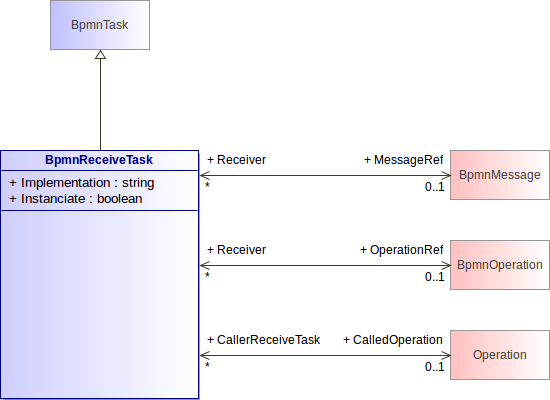 BpmnTask
BpmnReceiveTask
+ Implementation : string
+ Instanciate : boolean
+ Receiver
+ MessageRef
*
0..1
BpmnMessage
+ Receiver
+ OperationRef
*
0..1
BpmnOperation
+ CallerReceiveTask
+ CalledOperation
*
0..1
Operation